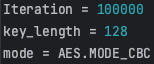 Iteration = 100000
key_length = 128
mode = AES.MODE_CBC